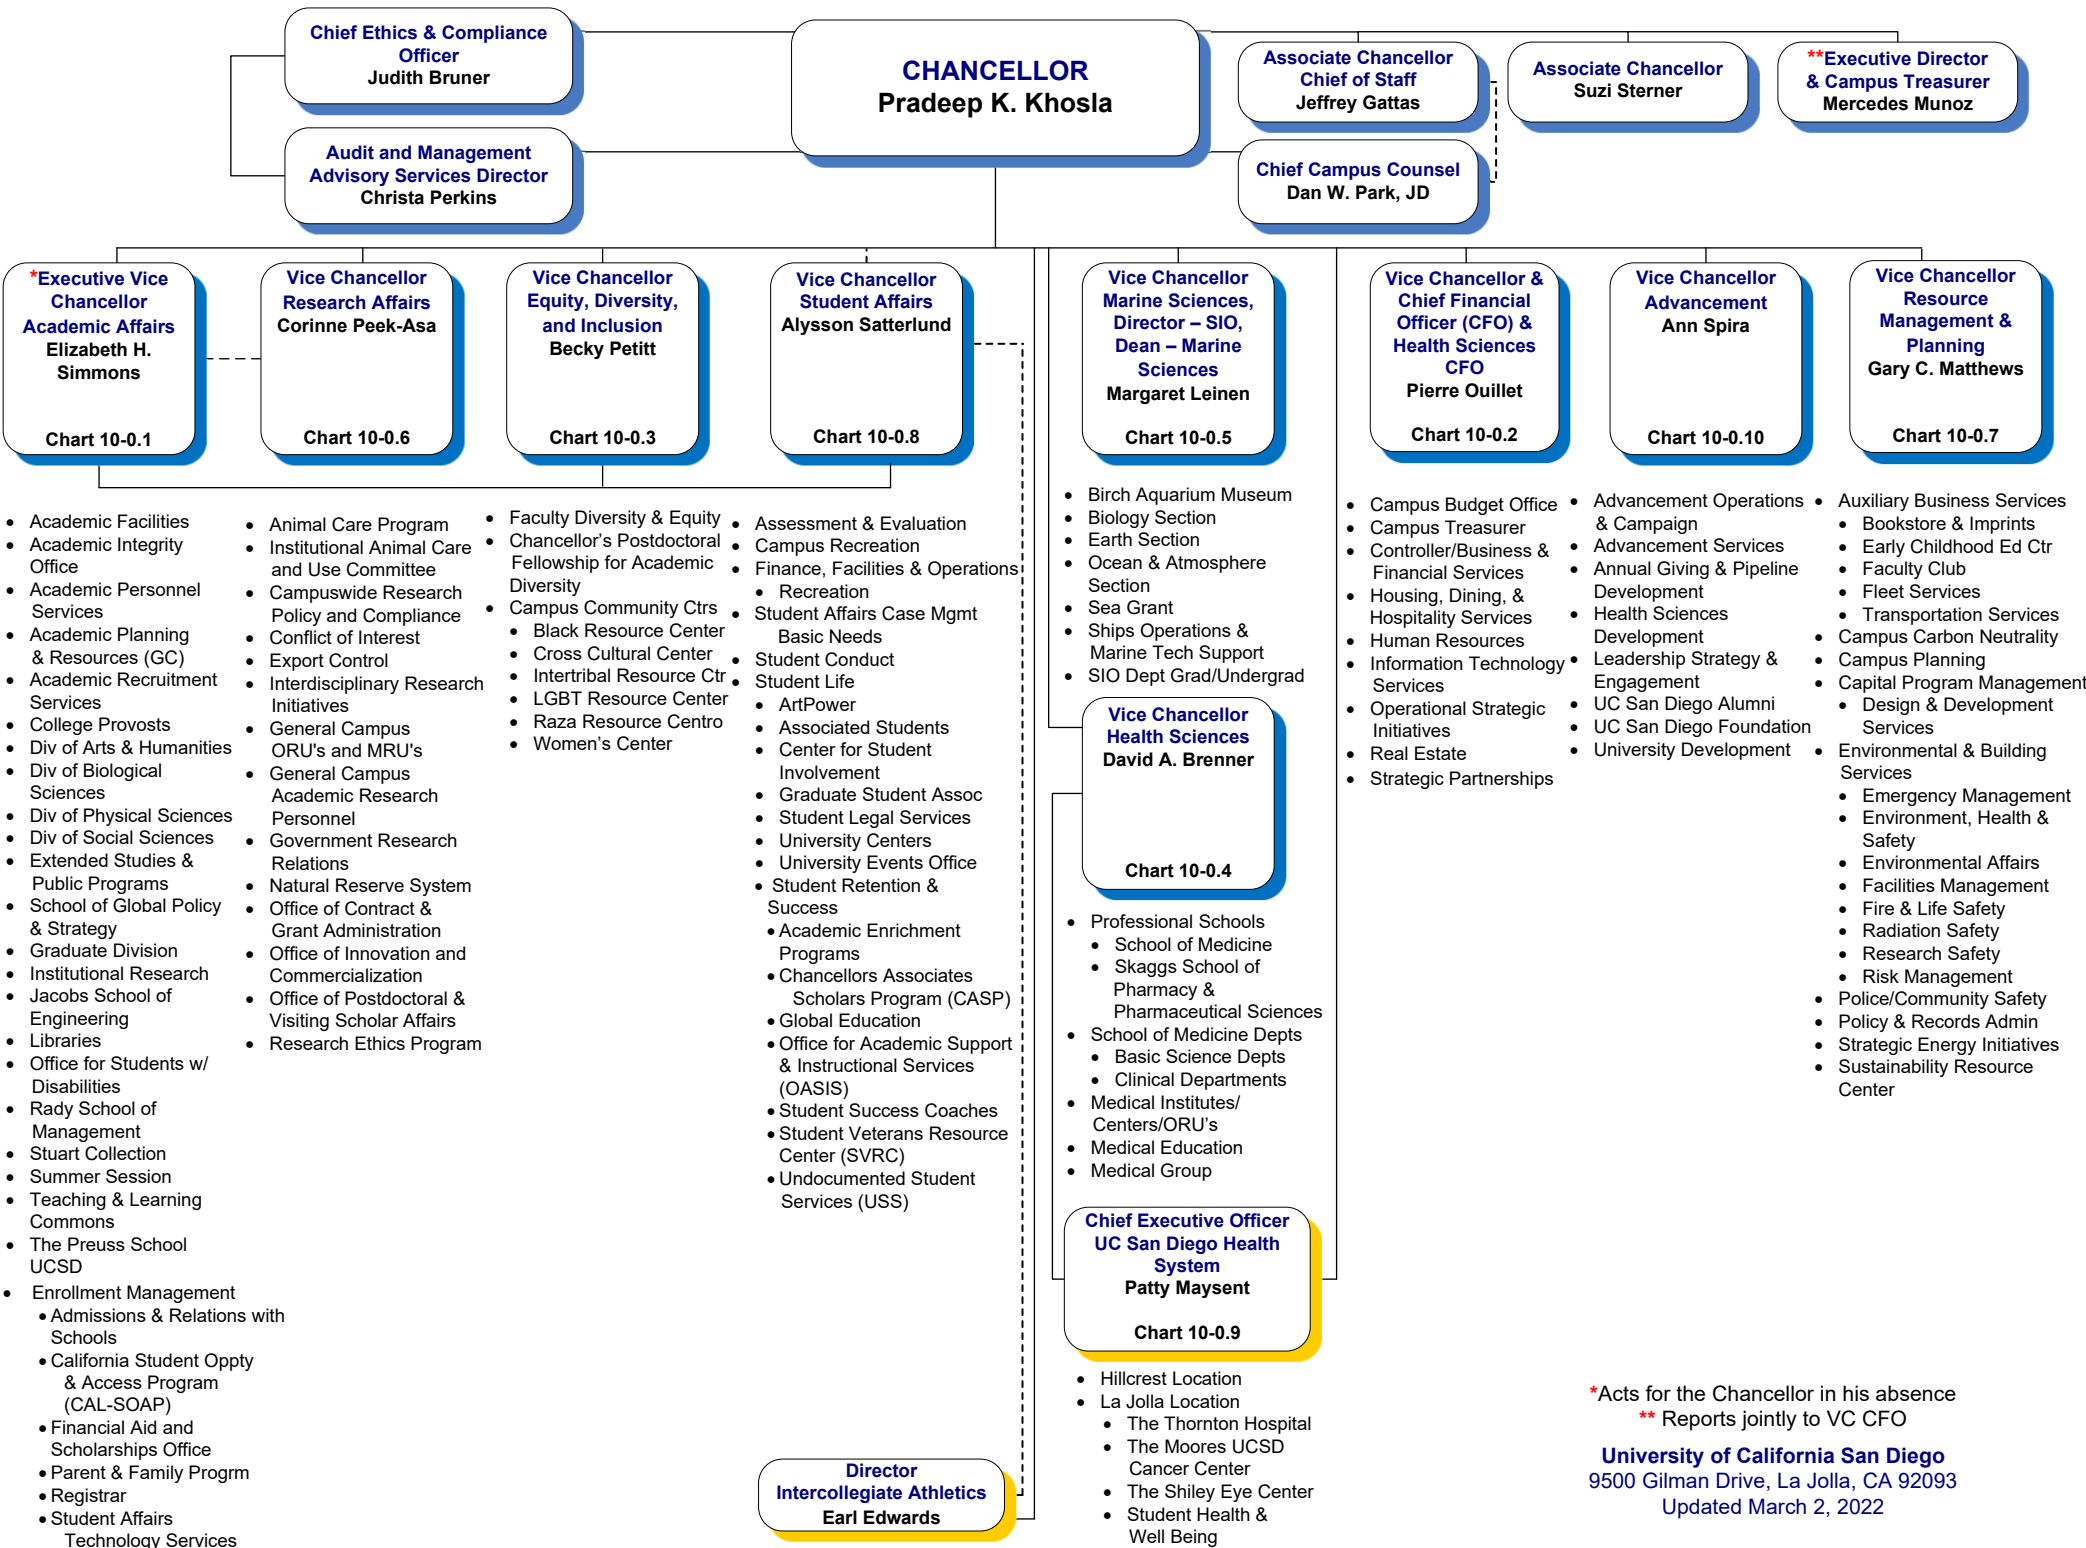 Chief Ethics & Compliance
Officer
Judith Bruner
Audit and Management
Advisory Services Director
Christa Perkins
CHANCELLOR
Pradeep K. Khosla
Associate Chancellor
Chief of Staff
Jeffrey Gattas
Chief Campus Counsel
Dan W. Park, JD
Associate Chancellor
Suzi Sterner
**Executive Director
& Campus Treasurer
Mercedes Munoz
*Executive Vice
Chancellor
Academic Affairs
Elizabeth H.
Simmons
Chart 10-0.1
Vice Chancellor
Research Affairs
Corinne Peek-Asa
Chart 10-0.6
Vice Chancellor
Equity, Diversity,
and Inclusion
Becky Petitt
Chart 10-0.3
Vice Chancellor
Student Affairs
Alysson Satterlund
Chart 10-0.8
Vice Chancellor
Marine Sciences,
Director – SIO,
Dean – Marine
Sciences
Margaret Leinen
Chart 10-0.5
Vice Chancellor &
Chief Financial
Officer (CFO) &
Health Sciences
CFO
Pierre Ouillet
Chart 10-0.2
Vice Chancellor
Advancement
Ann Spira
Chart 10-0.10
Vice Chancellor
Resource
Management &
Planning
Gary C. Matthews
Chart 10-0.7
• Academic Facilities
• Academic Integrity
Office
• Academic Personnel
Services
• Academic Planning
& Resources (GC)
• Academic Recruitment
Services
• College Provosts
• Div of Arts & Humanities
• Div of Biological
Sciences
• Div of Physical Sciences
• Div of Social Sciences
• Extended Studies &
Public Programs
• School of Global Policy
& Strategy
• Graduate Division
• Institutional Research
• Jacobs School of
Engineering
• Libraries
• Office for Students w/
Disabilities
• Rady School of
Management
• Stuart Collection
• Summer Session
• Teaching & Learning
Commons
• The Preuss School
UCSD
• Enrollment Management
• Admissions & Relations with
Schools
• California Student Oppty
& Access Program
(CAL-SOAP)
• Financial Aid and
Scholarships Office
• Parent & Family Progrm
• Registrar
• Student Affairs
Technology Services
• Animal Care Program
• Institutional Animal Care
and Use Committee
• Campuswide Research
Policy and Compliance
• Conflict of Interest
• Export Control
• Interdisciplinary Research
Initiatives
• General Campus
ORU's and MRU's
• General Campus
Academic Research
Personnel
• Government Research
Relations
• Natural Reserve System
• Office of Contract &
Grant Administration
• Office of Innovation and
Commercialization
• Office of Postdoctoral &
Visiting Scholar Affairs
• Research Ethics Program
• Faculty Diversity & Equity
• Chancellor’s Postdoctoral
Fellowship for Academic
Diversity
• Campus Community Ctrs
• Black Resource Center
• Cross Cultural Center
• Intertribal Resource Ctr
• LGBT Resource Center
• Raza Resource Centro
• Women’s Center
• Assessment & Evaluation
• Campus Recreation
• Finance, Facilities & Operations
• Recreation
• Student Affairs Case Mgmt
Basic Needs
• Student Conduct
• Student Life
• ArtPower
• Associated Students
• Center for Student
Involvement
• Graduate Student Assoc
• Student Legal Services
• University Centers
• University Events Office
• Student Retention &
Success
• Academic Enrichment
Programs
• Chancellors Associates
Scholars Program (CASP)
• Global Education
• Office for Academic Support
& Instructional Services
(OASIS)
• Student Success Coaches
• Student Veterans Resource
Center (SVRC)
• Undocumented Student
Services (USS)
Director
Intercollegiate Athletics
Earl Edwards
• Birch Aquarium Museum
• Biology Section
• Earth Section
• Ocean & Atmosphere
Section
• Sea Grant
• Ships Operations &
Marine Tech Support
• SIO Dept Grad/Undergrad
Vice Chancellor
Health Sciences
David A. Brenner
Chart 10-0.4
• Professional Schools
• School of Medicine
• Skaggs School of
Pharmacy &
Pharmaceutical Sciences
• School of Medicine Depts
• Basic Science Depts
• Clinical Departments
• Medical Institutes/
Centers/ORU’s
• Medical Education
• Medical Group
Chief Executive Officer
UC San Diego Health
System
Patty Maysent
Chart 10-0.9
• Hillcrest Location
• La Jolla Location
• The Thornton Hospital
• The Moores UCSD
Cancer Center
• The Shiley Eye Center
• Student Health &
Well Being
• Campus Budget Office
• Campus Treasurer
• Controller/Business &
Financial Services
• Housing, Dining, &
Hospitality Services
• Human Resources
• Information Technology
Services
• Operational Strategic
Initiatives
• Real Estate
• Strategic Partnerships
• Advancement Operations
& Campaign
• Advancement Services
• Annual Giving & Pipeline
Development
• Health Sciences
Development
• Leadership Strategy &
Engagement
• UC San Diego Alumni
• UC San Diego Foundation
• University Development
• Auxiliary Business Services
• Bookstore & Imprints
• Early Childhood Ed Ctr
• Faculty Club
• Fleet Services
• Transportation Services
• Campus Carbon Neutrality
• Campus Planning
• Capital Program Management
• Design & Development
Services
• Environmental & Building
Services
• Emergency Management
• Environment, Health &
Safety
• Environmental Affairs
• Facilities Management
• Fire & Life Safety
• Radiation Safety
• Research Safety
• Risk Management
• Police/Community Safety
• Policy & Records Admin
• Strategic Energy Initiatives
• Sustainability Resource
Center
*Acts for the Chancellor in his absence
** Reports jointly to VC CFO
University of California San Diego
9500 Gilman Drive, La Jolla, CA 92093
Updated March 2, 2022